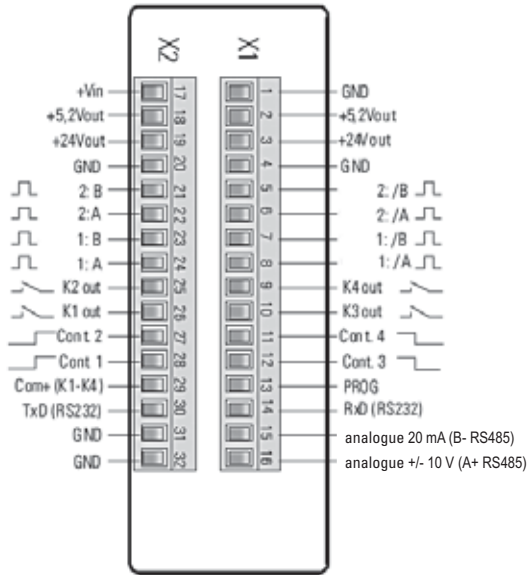 X2 X1
+Vin 17 1 GND
+5,2Vout 18 2 +5,2Vout
+24Vout 19 3 +24Vout
GND 20 4 GND
2: B 21 5 2: /B
2: A 22 6 2: /A
1: B 23 7 1: /B
1: A 24 8 1: /A
K2 out 25 9 K4 out
K1 out 26 10 K3 out
Cont. 2 27 11 Cont. 4
Cont. 1 28 12 Cont. 3
Com+ (K1-K4) 29 13 PROG
TxD (RS232) 30 14 RxD (RS232)
GND 31 15 analogue 20 mA (B- RS485)
GND 32 16 analogue +/- 10 V (A+ RS485)